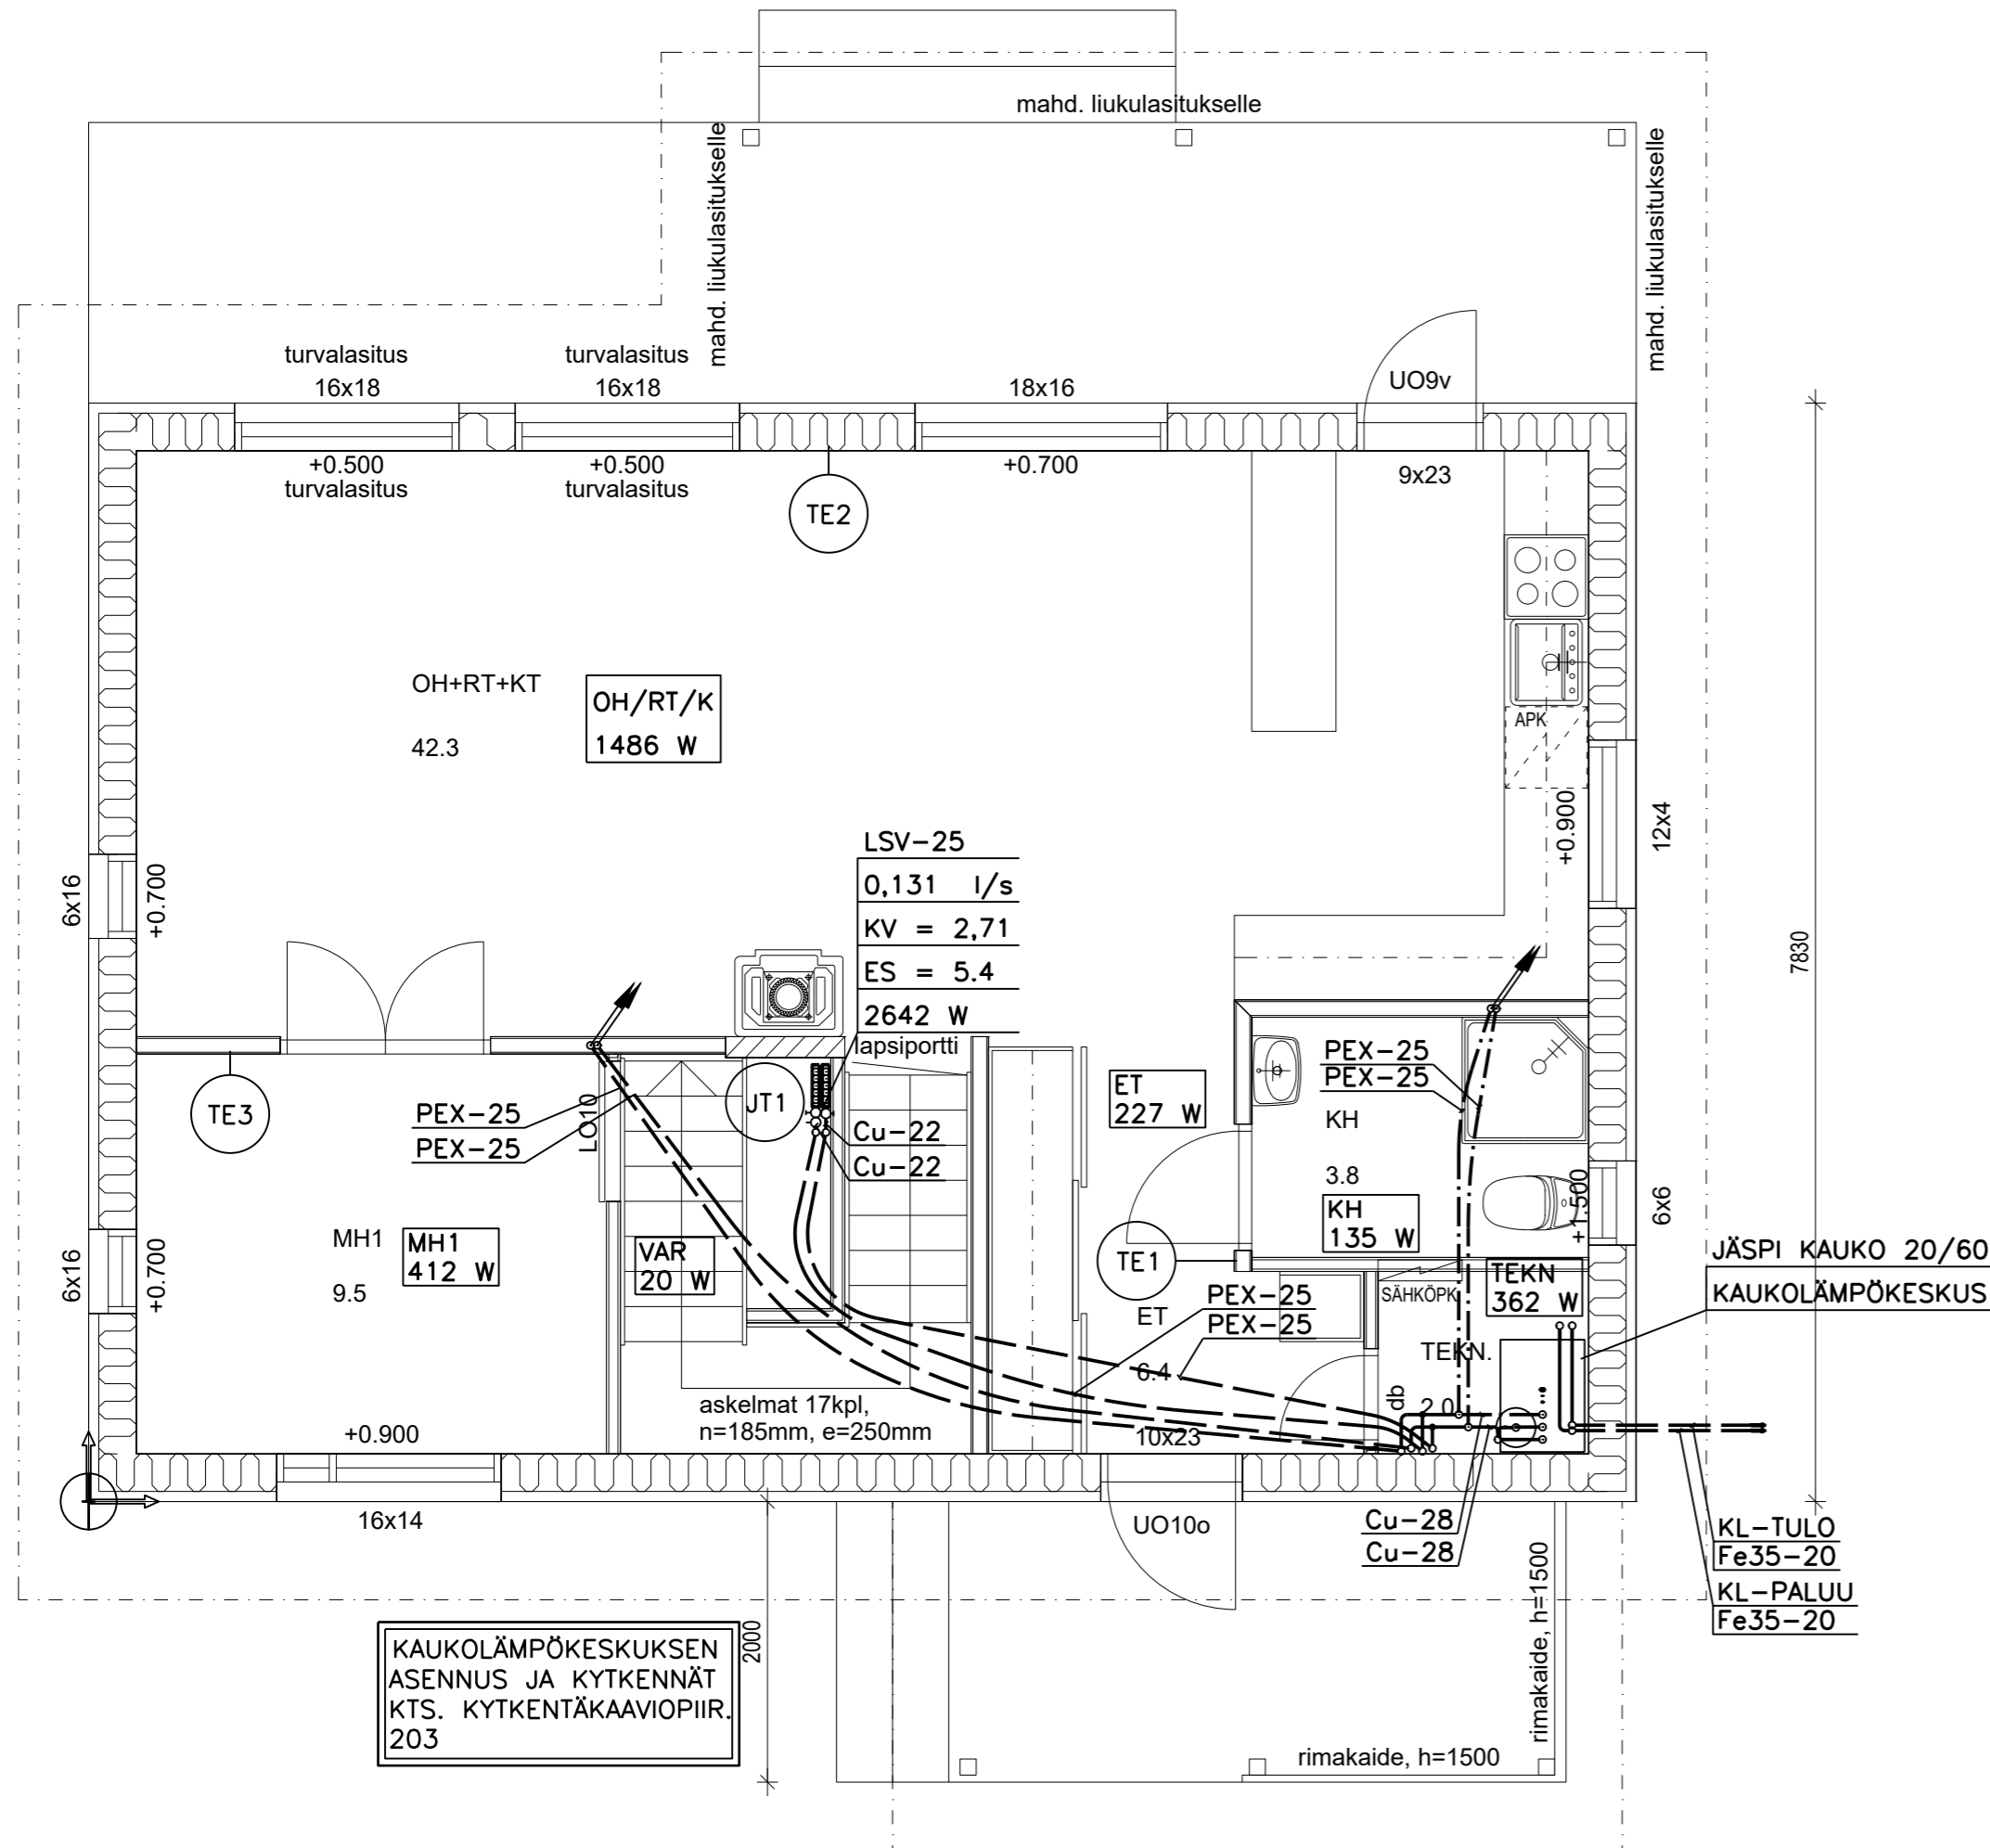 mahd. liukulasitukselle
mahd. liukulasitukselle
mahd. liukulasitukselle
turvalasitus
16x18
turvalasitus
16x18
18x16
UO9v
+0.500
turvalasitus
+0.500
turvalasitus
+0.700
9x23
TE2
OH+RT+KT
42.3
OH/RT/K
1486 W
APK
+0.900
12x4
7830
6x16
+0.700
LSV-25
0,131 l/s
KV = 2,71
ES = 5.4
2642 W
lapsiportti
TE3
PEX-25
PEX-25
LO10
JT1
Cu-22
Cu-22
ET
227 W
PEX-25
PEX-25
KH
3.8
KH
135 W
+1.500
6x6
6x16
+0.700
MH1
9.5
MH1
412 W
VAR
20 W
TE1
ET
6.4
PEX-25
PEX-25
SÄHKÖPK
TEKN
362 W
TEKN.
2.0
db
JÄSPI KAUKO 20/60
KAUKOLÄMPÖKESKUS
askelmat 17kpl,
n=185mm, e=250mm
+0.900
16x14
10x23
UO10o
Cu-28
Cu-28
KL-TULO
Fe35-20
KL-PALUU
Fe35-20
2000
KAUKOLÄMPÖKESKUKSEN
ASENNUS JA KYTKENNÄT
KTS. KYTKENTÄKAAVIOPIIR.
203
rimakaide, h=1500
rimakaide, h=1500